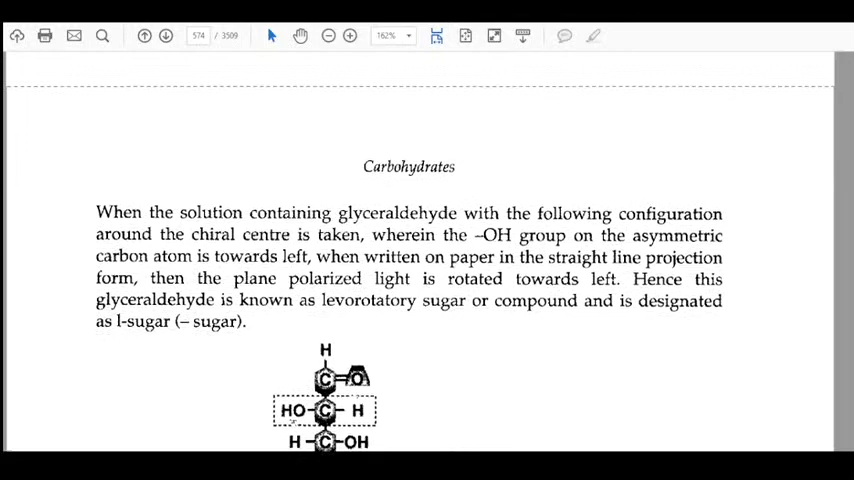 574 / 3509 162%
Carbohydrates
When the solution containing glyceraldehyde with the following configuration
around the chiral centre is taken, wherein the –OH group on the asymmetric
carbon atom is towards left, when written on paper in the straight line projection
form, then the plane polarized light is rotated towards left. Hence this
glyceraldehyde is known as levorotatory sugar or compound and is designated
as l-sugar (– sugar).
H
C=O
HO-C-H
H-C-OH